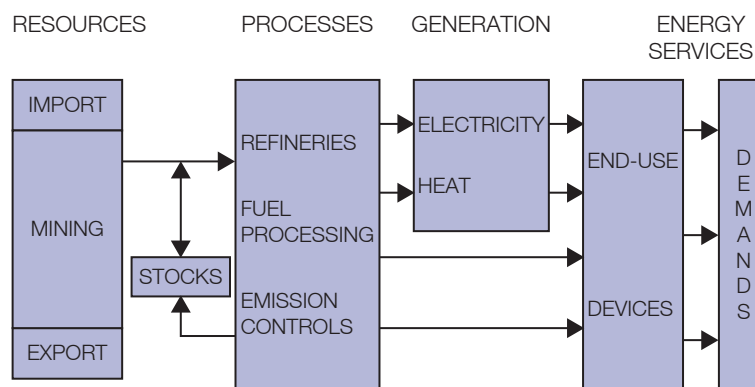 RESOURCES
PROCESSES
GENERATION
ENERGY
SERVICES
IMPORT
MINING
EXPORT
STOCKS
REFINERIES
FUEL
PROCESSING
EMISSION
CONTROLS
ELECTRICITY
HEAT
END-USE
DEVICES
D
E
M
A
N
D
S